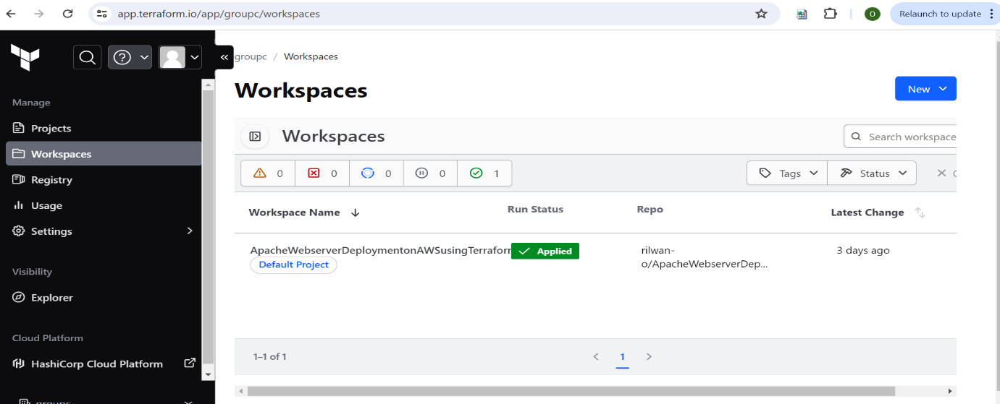 app.terraform.io/app/groupc/workspaces
O
Relaunch to update
groupc / Workspaces
Workspaces
New
Manage
Projects
Workspaces
Registry
Usage
Settings
Visibility
Explorer
Cloud Platform
HashiCorp Cloud Platform
Workspaces
Search workspace
0 0 0 0 1
Tags Status
Workspace Name Run Status Repo Latest Change
ApacheWebserverDeploymentonAWSusingTerraform Applied rilwan- 3 days ago
Default Project o/ApacheWebserverDep...
1–1 of 1
1